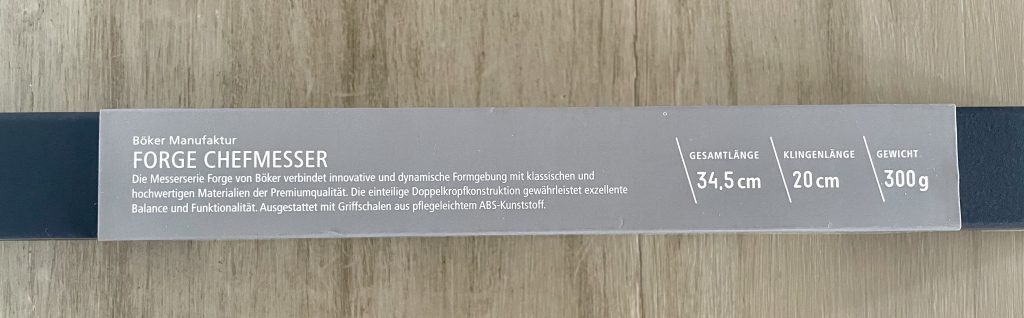 Böker Manufaktur
FORGE CHEFMESSER
Die Messerserie Forge von Böker verbindet innovative und dynamische Formgebung mit klassischen und
hochwertigen Materialien der Premiumqualität. Die einteilige Doppelkropfkonstruktion gewährleistet exzellente
Balance und Funktionalität. Ausgestattet mit Griffschalen aus pflegeleichtem ABS-Kunststoff.
GESAMTLÄNGE
34,5 cm
KLINGENLÄNGE
20 cm
GEWICHT
300 g